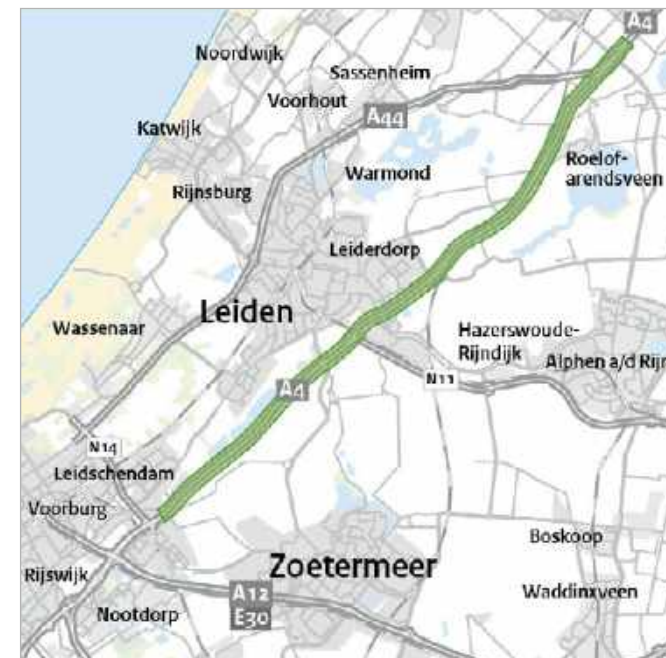 A4
Noordwijk
Sassenheim
Voorhout
A44
Katwijk
Roelof-
arendsveen
Warmond
Rijnsburg
Leiderdorp
Leiden
Wassenaar
Hazerswoude-
Rijndijk
Alphen a/d Rijn
N11
A4
N14
Leidschendam
Voorburg
Boskoop
Zoetermeer
Rijswijk
A12
E30
Waddinxveen
Nootdorp